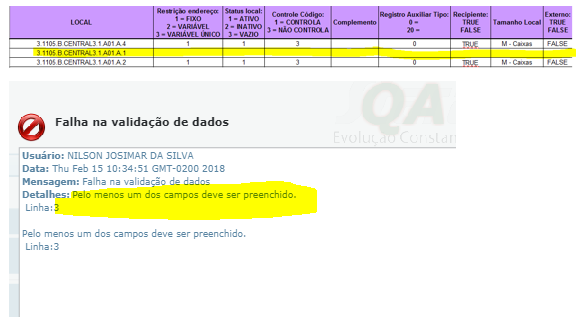 LOCAL Restrição endereço: 1 = FIXO 2 = VARIÁVEL 3 = VARIÁVEL ÚNICO Status local: 1 = ATIVO 2 = INATIVO 3 = VAZIO Controle Código: 1 = CONTROLA 3 = NÃO CONTROLA Complemento Registro Auxiliar Tipo: 0 = 20 = Recipiente: TRUE FALSE Tamanho Local Externo: TRUE FALSE
3.1105.B.CENTRAL3.1.A01.A.4 1 1 3 0 TRUE M - Caixas FALSE
3.1105.B.CENTRAL3.1.A01.A.1
3.1105.B.CENTRAL3.1.A01.A.2 1 1 3 0 TRUE M - Caixas FALSE
QA
Evolução Constan
Falha na validação de dados
Usuário: NILSON JOSIMAR DA SILVA
Data: Thu Feb 15 10:34:51 GMT-0200 2018
Mensagem: Falha na validação de dados
Detalhes: Pelo menos um dos campos deve ser preenchido.
Linha:3
Pelo menos um dos campos deve ser preenchido.
Linha:3